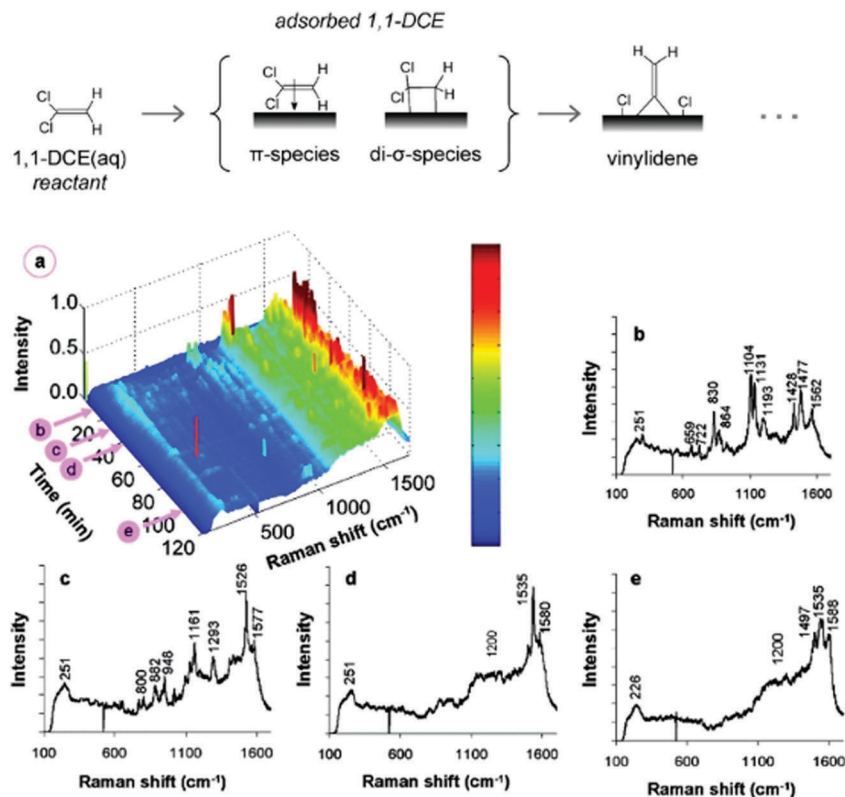 adsorbed 1,1-DCE
Cl H
Cl H
1,1-DCE(aq)
reactant
Cl H
Cl H
π-species
Cl
Cl H
H
di-σ-species
H H
Cl Cl
vinylidene
a
Intensity
1.0
0.5
0.0
b
c
d
e
20
40
60
80
100
120
Time (min)
500
1000
1500
Raman shift (cm⁻¹)
b
Intensity
251
659
722
830
864
1104
1131
1193
1428
1477
1562
100 600 1100 1600
Raman shift (cm⁻¹)
c
Intensity
251
800
882
948
1161
1293
1526
1577
100 600 1100 1600
Raman shift (cm⁻¹)
d
Intensity
251
1200
1535
1580
100 600 1100 1600
Raman shift (cm⁻¹)
e
Intensity
226
1200
1497
1535
1588
100 600 1100 1600
Raman shift (cm⁻¹)